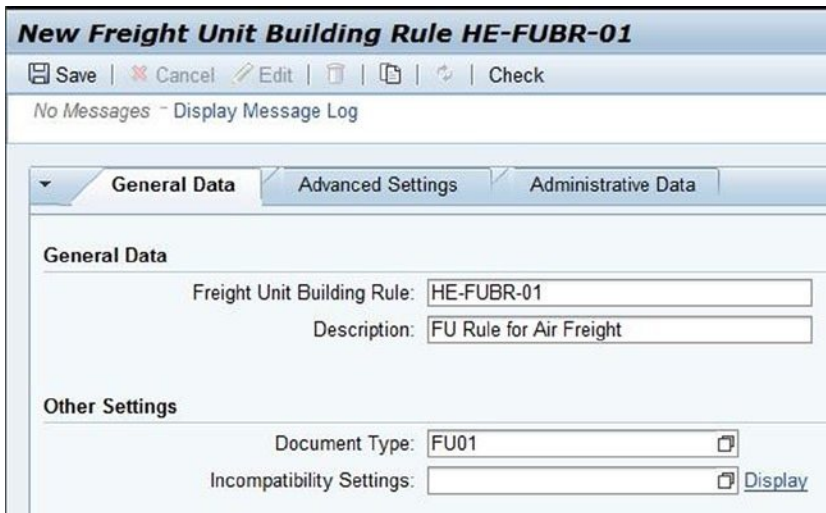 New Freight Unit Building Rule HE-FUBR-01
Save | Cancel Edit | | | | Check
No Messages - Display Message Log
General Data Advanced Settings Administrative Data
General Data
Freight Unit Building Rule: HE-FUBR-01
Description: FU Rule for Air Freight
Other Settings
Document Type: FU01
Incompatibility Settings: Display